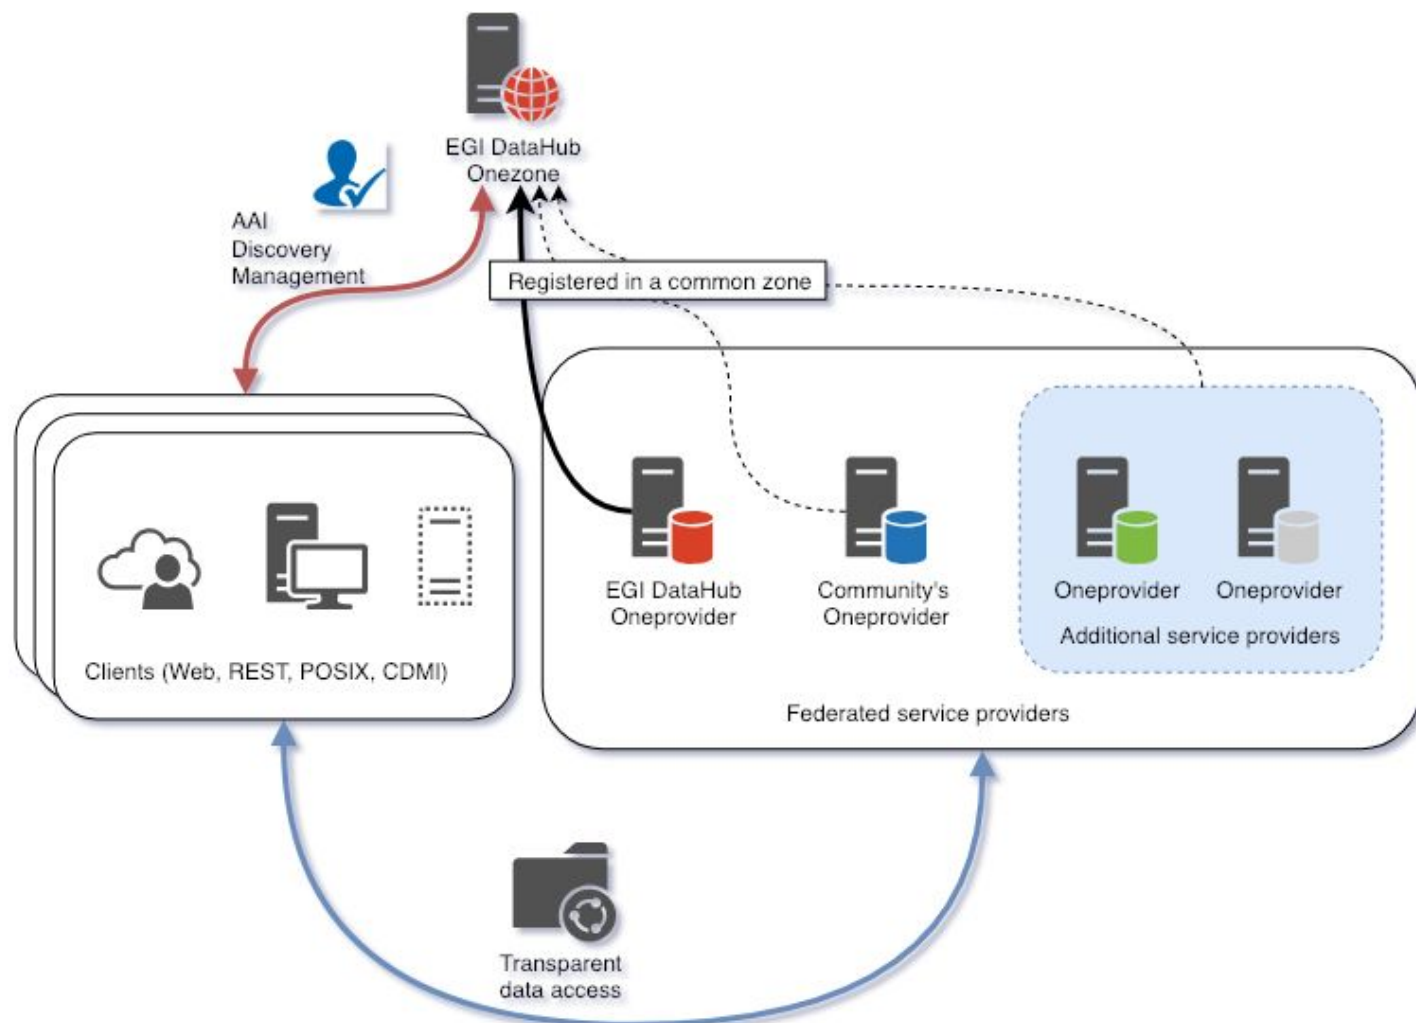 EGI DataHub
Onezone
AAI
Discovery
Management
Registered in a common zone
Clients (Web, REST, POSIX, CDMI)
EGI DataHub
Oneprovider
Community's
Oneprovider
Oneprovider
Oneprovider
Additional service providers
Federated service providers
Transparent
data access